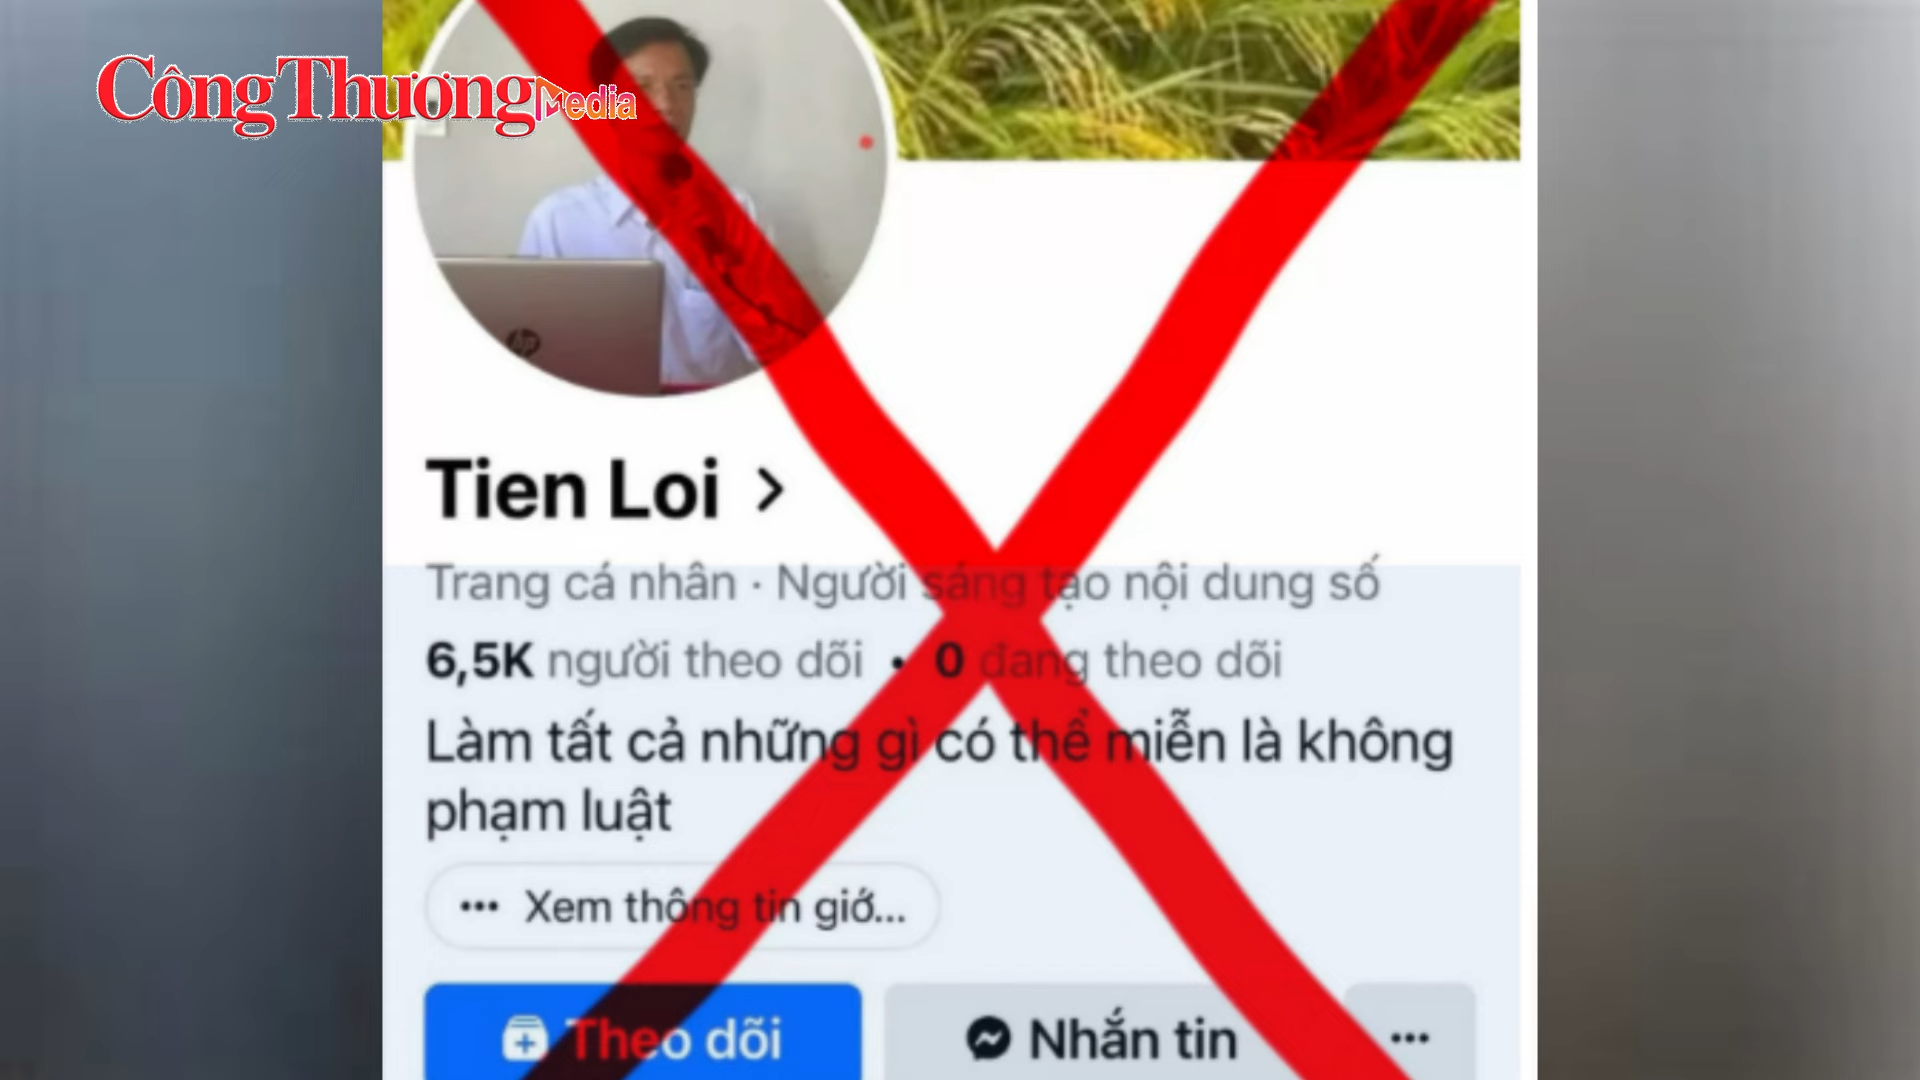 CôngThương Media
hp
Tien Loi
Trang cá nhân · Người sáng tạo nội dung số
6,5K người theo dõi • 0 đang theo dõi
Làm tất cả những gì có thể miễn là không
phạm luật
... Xem thông tin giớ...
Theo dõi
Nhắn tin
...